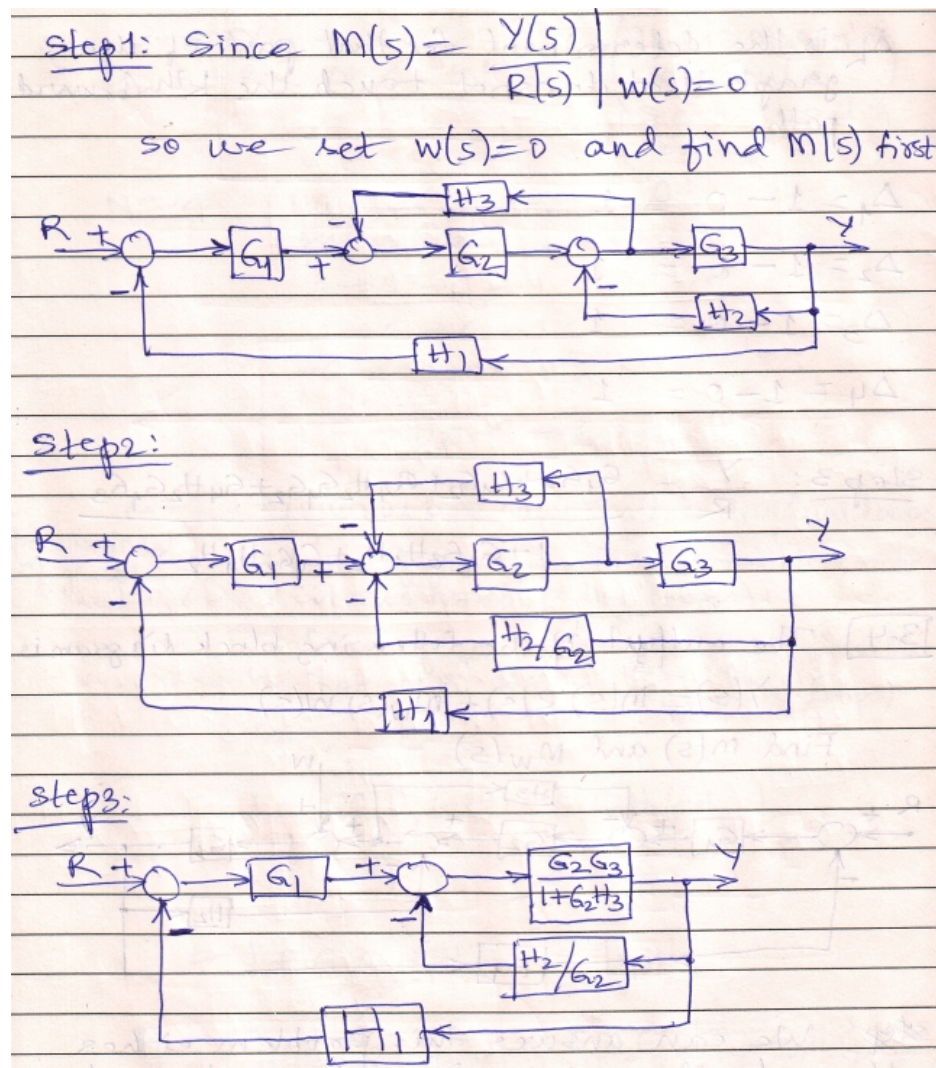 Step1: Since M(s) = Y(s)/R(s) | W(s)=0
so we set W(s)=0 and find M(s) first
H3
R + G1 + - G2 G3 Y
- - H2
H1
Step2:
H3
R + G1 + - G2 G3 Y
- - H2/G2
H1
Step3:
R + G1 + G2G3/1+G2H3 Y
- - H2/G2
H1